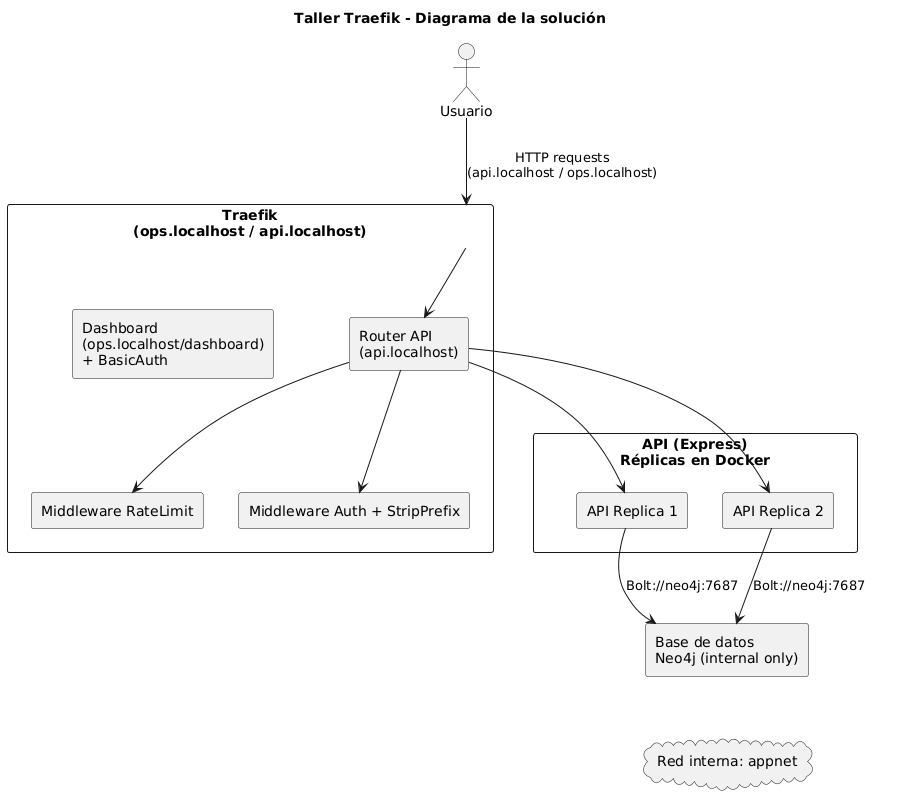 Taller Traefik - Diagrama de la solución
Usuario
HTTP requests
(api.localhost / ops.localhost)
Traefik
(ops.localhost / api.localhost)
Dashboard
(ops.localhost/dashboard)
+ BasicAuth
Router API
(api.localhost)
Middleware RateLimit
Middleware Auth + StripPrefix
API (Express)
Réplicas en Docker
API Replica 1
API Replica 2
Bolt://neo4j:7687
Bolt://neo4j:7687
Base de datos
Neo4j (internal only)
Red interna: appnet